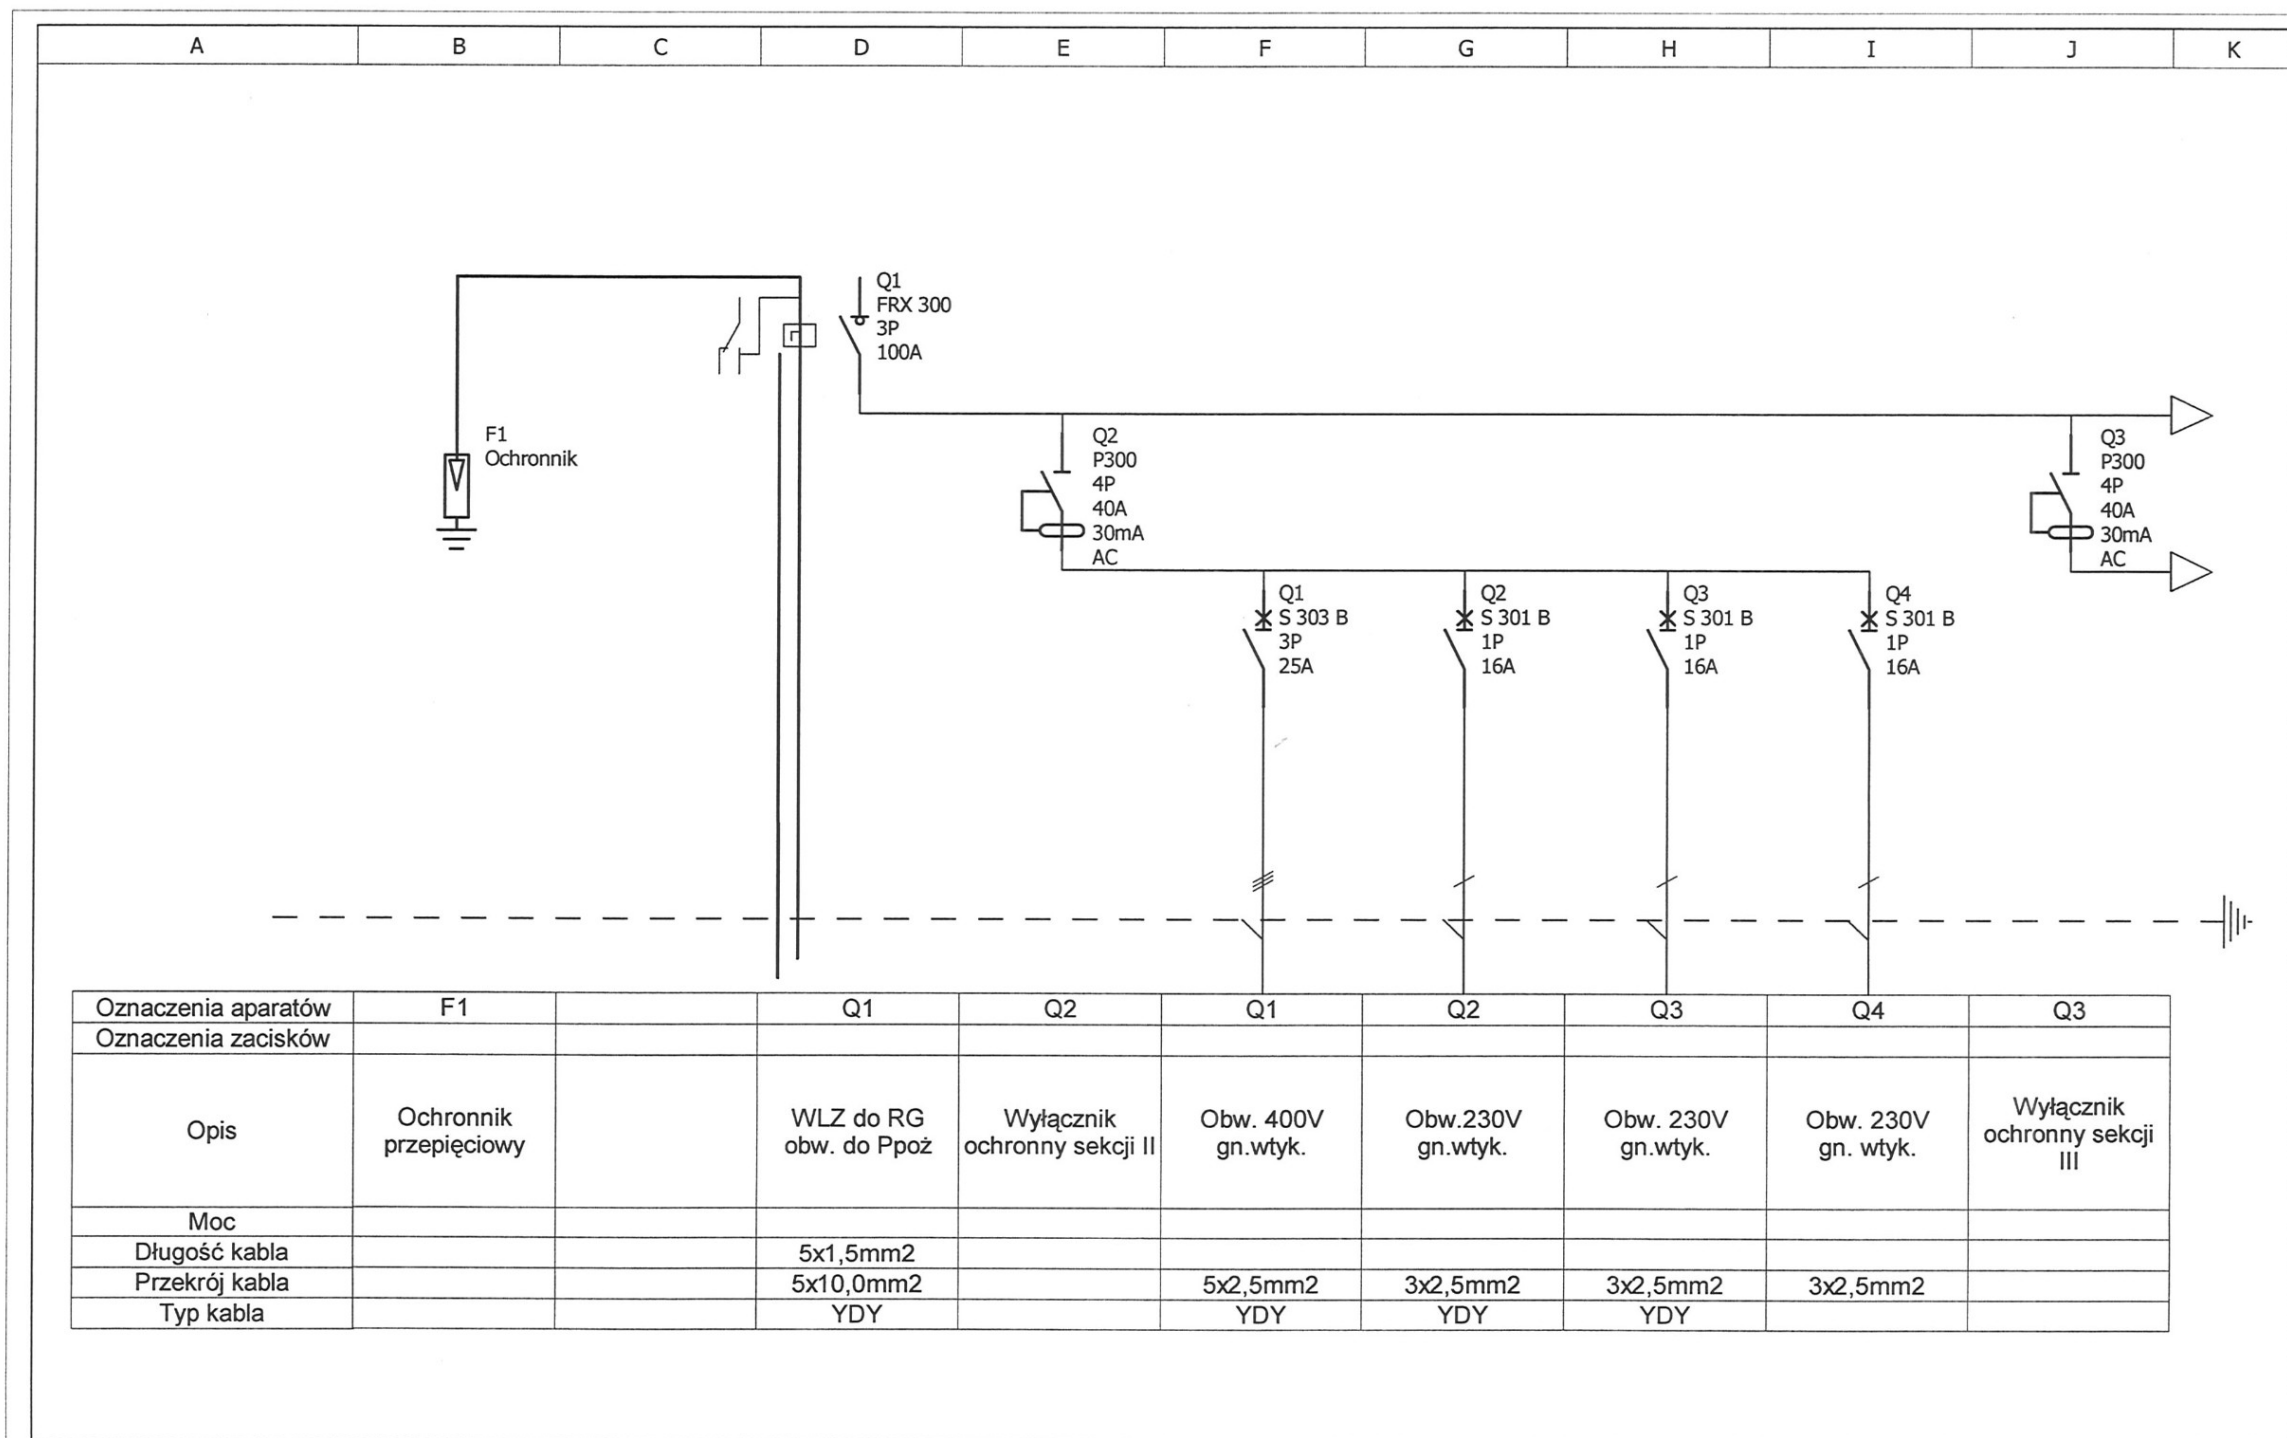 A B C D E F G H I J K
Q1
FRX 300
3P
100A
F1
Ochronnik
Q2
P300
4P
40A
30mA
AC
Q3
P300
4P
40A
30mA
AC
Q1
S 303 B
3P
25A
Q2
S 301 B
1P
16A
Q3
S 301 B
1P
16A
Q4
S 301 B
1P
16A
Oznaczenia aparatów F1 Q1 Q2 Q1 Q2 Q3 Q4 Q3
Oznaczenia zacisków
Opis
Ochronnik
przepięciowy
WLZ do RG
obw. do Ppoż
Wyłącznik
ochronny sekcji II
Obw. 400V
gn.wtyk.
Obw.230V
gn.wtyk.
Obw. 230V
gn.wtyk.
Obw. 230V
gn. wtyk.
Wyłącznik
ochronny sekcji
III
Moc
Długość kabla 5x1,5mm2
Przekrój kabla 5x10,0mm2 5x2,5mm2 3x2,5mm2 3x2,5mm2 3x2,5mm2
Typ kabla YDY YDY YDY YDY